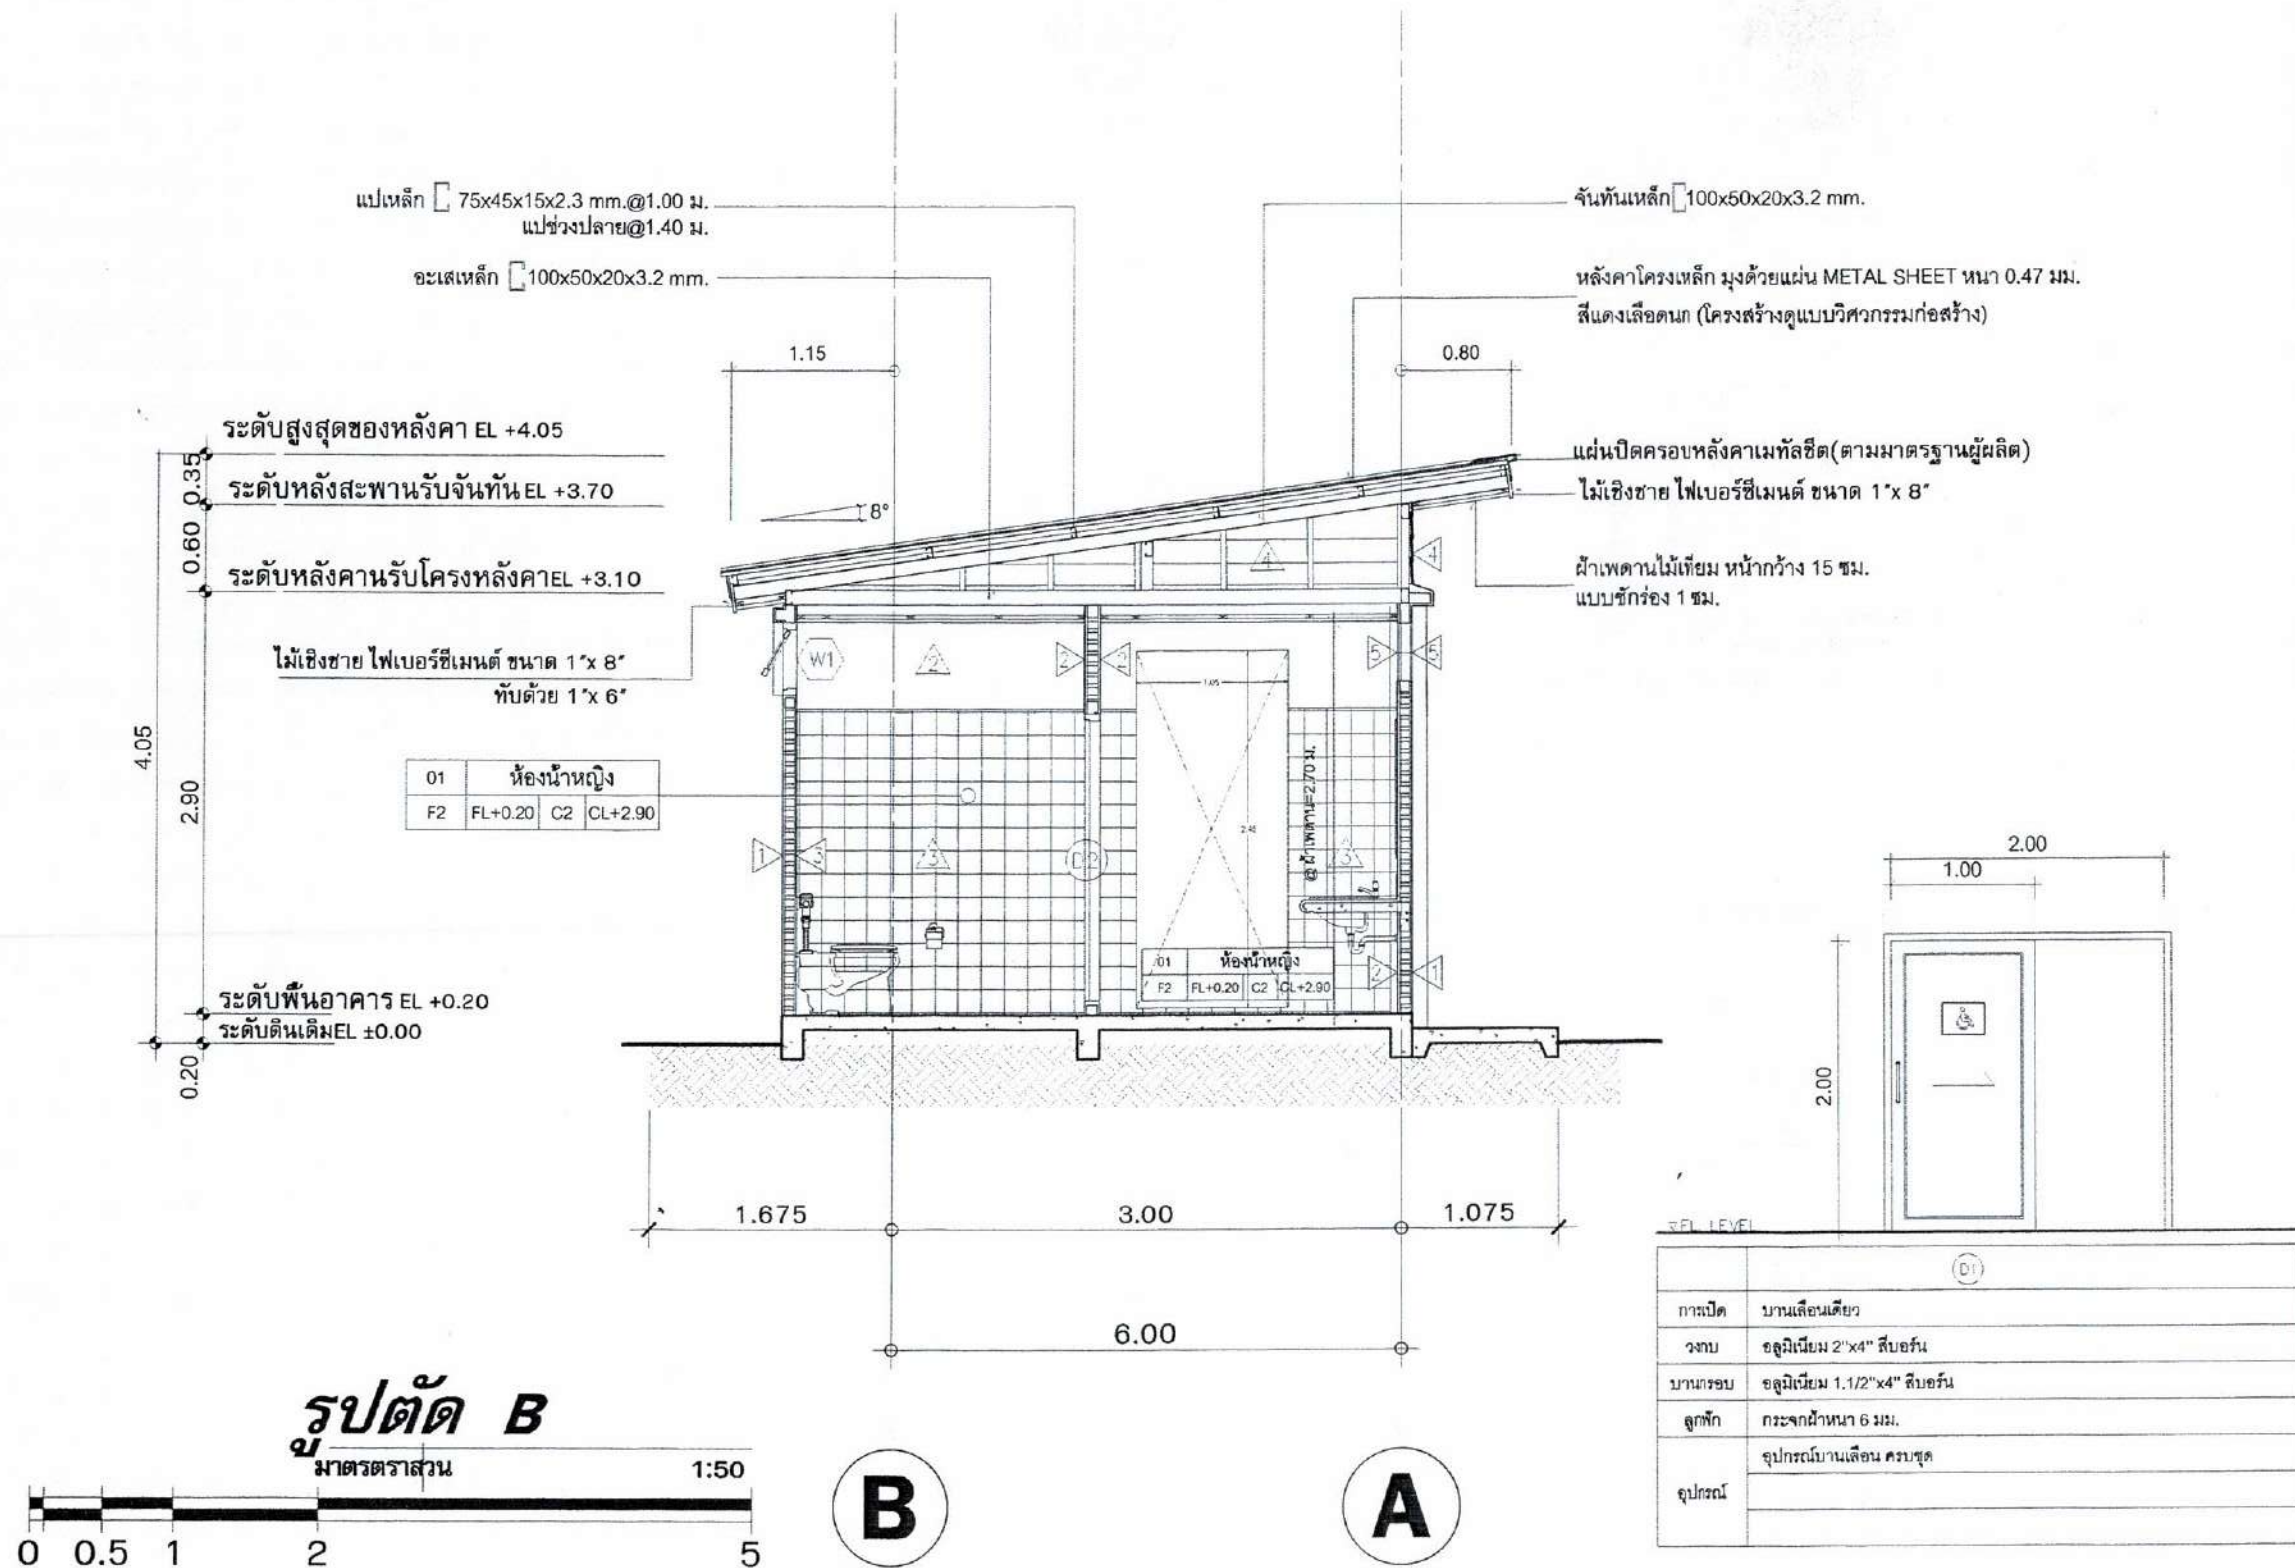 แปเหล็ก 75x45x15x2.3 mm.@1.00 ม.
แปช่วงปลาย@1.40 ม.
อะเสเหล็ก 100x50x20x3.2 mm.
จันทันเหล็ก 100x50x20x3.2 mm.
หลังคาโครงเหล็ก มุงด้วยแผ่น METAL SHEET หนา 0.47 มม.
สีแดงเลือดนก (โครงสร้างดูแบบวิศวกรรมก่อสร้าง)
1.15
0.80
ระดับสูงสุดของหลังคา EL +4.05
ระดับหลังสะพานรับจันทัน EL +3.70
ระดับหลังคานรับโครงหลังคาEL +3.10
0.35
0.60
8°
แผ่นปิดครอบหลังคาเมทัลชีต(ตามมาตรฐานผู้ผลิต)
ไม้เชิงชาย ไฟเบอร์ซีเมนต์ ขนาด 1"x 8"
ฝ้าเพดานไม้เทียม หน้ากว้าง 15 ซม.
แบบชักร่อง 1 ซม.
4
4
ไม้เชิงชาย ไฟเบอร์ซีเมนต์ ขนาด 1"x 8"
ทับด้วย 1"x 6"
W1
2
2
2
5
5
1.05
4.05
2.90
01 ห้องน้ำหญิง
F2 FL+0.20 C2 CL+2.90
1
3
3
D2
2.45
@ฝ้าเพดาน=2.70 ม.
3
01 ห้องน้ำหญิง
F2 FL+0.20 C2 CL+2.90
2
1
ระดับพื้นอาคาร EL +0.20
ระดับดินเดิมEL ±0.00
0.20
1.675
3.00
1.075
6.00
รูปตัด B
มาตรตราส่วน 1:50
0 0.5 1 2 5
B
A
2.00
1.00
2.00
FL. LEVEL
D1
การเปิด บานเลื่อนเดี่ยว
วงกบ อลูมิเนียม 2"x4" สีบอร์น
บานกรอบ อลูมิเนียม 1.1/2"x4" สีบอร์น
ลูกฟัก กระจกฝ้าหนา 6 มม.
อุปกรณ์ อุปกรณ์บานเลื่อน ครบชุด